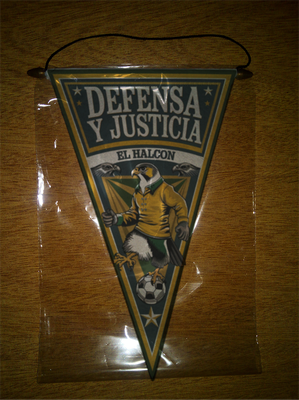 DEFENSA
Y JUSTICIA
EL HALCON